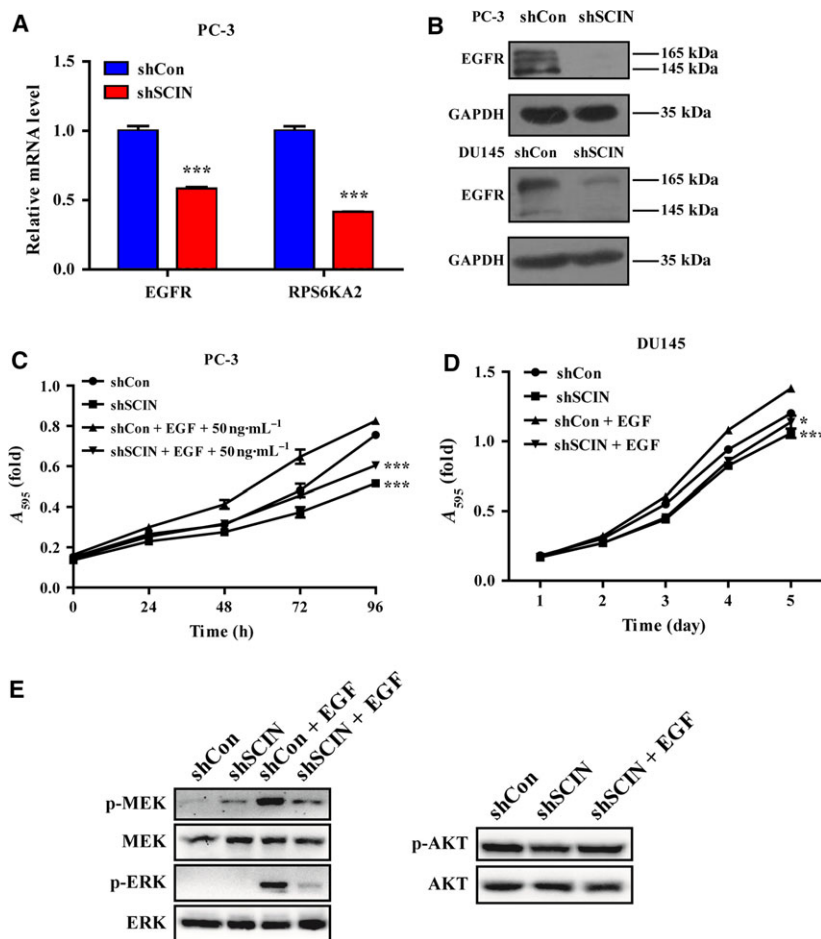 A
PC-3
shCon
shSCIN
Relative mRNA level
1.5
1.0
0.5
0.0
***
***
EGFR
RPS6KA2
B
PC-3 shCon shSCIN
EGFR
165 kDa
145 kDa
GAPDH
35 kDa
DU145 shCon shSCIN
EGFR
165 kDa
145 kDa
GAPDH
35 kDa
C
PC-3
shCon
shSCIN
shCon + EGF + 50 ng·mL⁻¹
shSCIN + EGF + 50 ng·mL⁻¹
A595 (fold)
1.0
0.8
0.6
0.4
0.2
0.0
***
***
0 24 48 72 96
Time (h)
D
DU145
shCon
shSCIN
shCon + EGF
shSCIN + EGF
A595 (fold)
1.5
1.0
0.5
0.0
*
***
1 2 3 4 5
Time (day)
E
shCon shSCIN shCon + EGF shSCIN + EGF
p-MEK
MEK
p-ERK
ERK
shCon shSCIN shSCIN + EGF
p-AKT
AKT